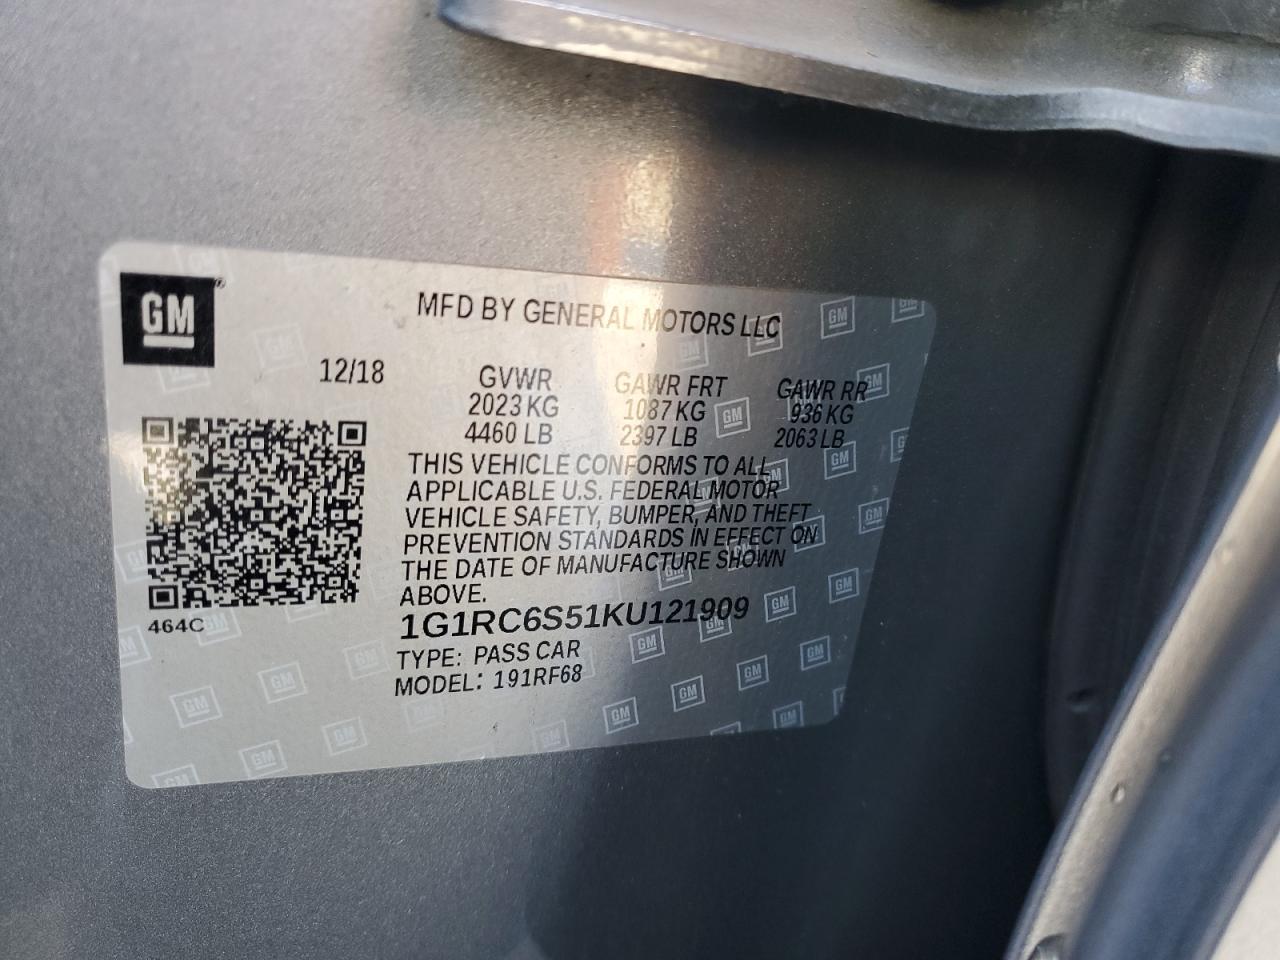 GM
MFD BY GENERAL MOTORS LLC
12/18 GVWR GAWR FRT GAWR RR
2023 KG 1087 KG 936 KG
4460 LB 2397 LB 2063 LB
THIS VEHICLE CONFORMS TO ALL
APPLICABLE U.S. FEDERAL MOTOR
VEHICLE SAFETY, BUMPER, AND THEFT
PREVENTION STANDARDS IN EFFECT ON
THE DATE OF MANUFACTURE SHOWN
ABOVE.
464C
1G1RC6S51KU121909
TYPE: PASS CAR
MODEL: 191RF68